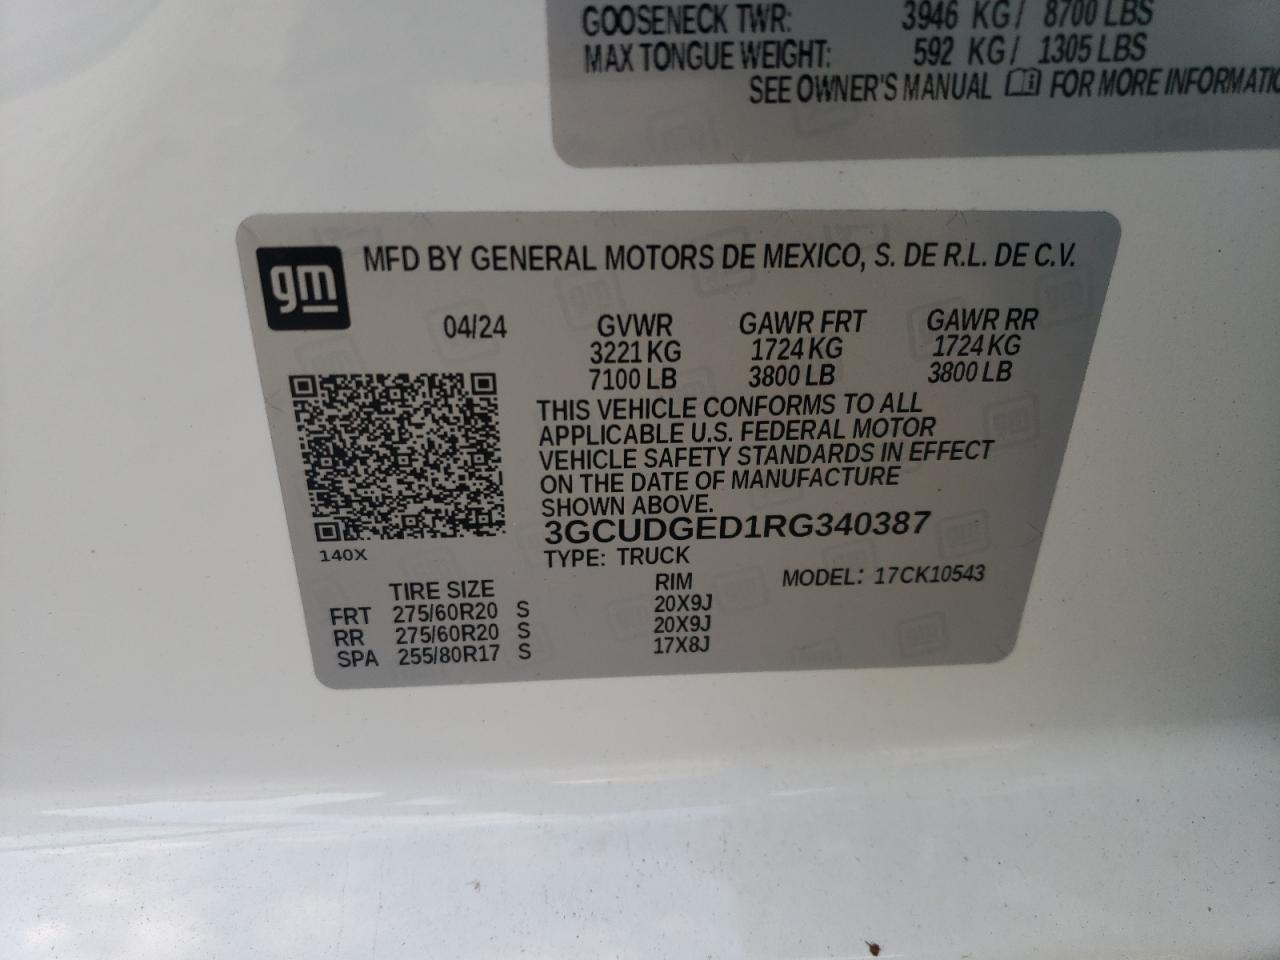 GOOSENECK TWR: 3946 KG/ 8700 LBS
MAX TONGUE WEIGHT: 592 KG/ 1305 LBS
SEE OWNER'S MANUAL FOR MORE INFORMATIO
gm
MFD BY GENERAL MOTORS DE MEXICO, S. DE R.L. DE C.V.
04/24 GVWR GAWR FRT GAWR RR
3221 KG 1724 KG 1724 KG
7100 LB 3800 LB 3800 LB
THIS VEHICLE CONFORMS TO ALL
APPLICABLE U.S. FEDERAL MOTOR
VEHICLE SAFETY STANDARDS IN EFFECT
ON THE DATE OF MANUFACTURE
SHOWN ABOVE.
3GCUDGED1RG340387
140X
TYPE: TRUCK
MODEL: 17CK10543
TIRE SIZE RIM
FRT 275/60R20 S 20X9J
RR 275/60R20 S 20X9J
SPA 255/80R17 S 17X8J